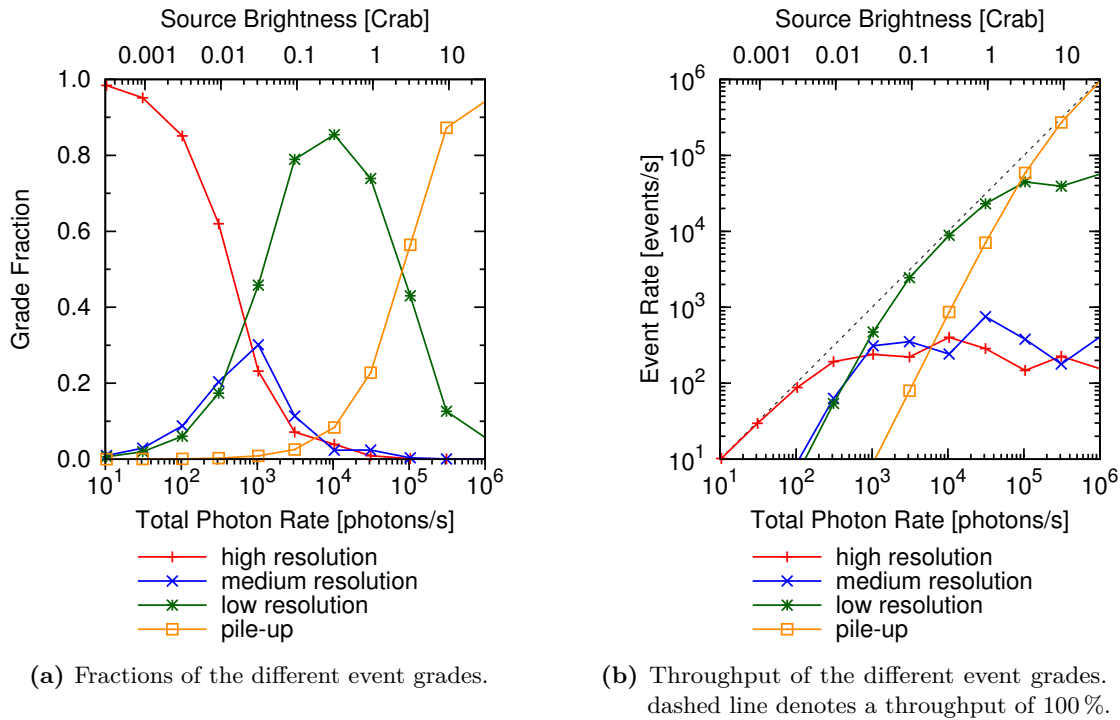 Source Brightness [Crab]
0.001 0.01 0.1 1 10
1.0
0.8
0.6
0.4
0.2
0.0
Grade Fraction
10^1 10^2 10^3 10^4 10^5 10^6
Total Photon Rate [photons/s]
high resolution
medium resolution
low resolution
pile-up
(a) Fractions of the different event grades.
Source Brightness [Crab]
0.001 0.01 0.1 1 10
10^6
10^5
10^4
10^3
10^2
10^1
Event Rate [events/s]
10^1 10^2 10^3 10^4 10^5 10^6
Total Photon Rate [photons/s]
high resolution
medium resolution
low resolution
pile-up
(b) Throughput of the different event grades.
dashed line denotes a throughput of 100 %.